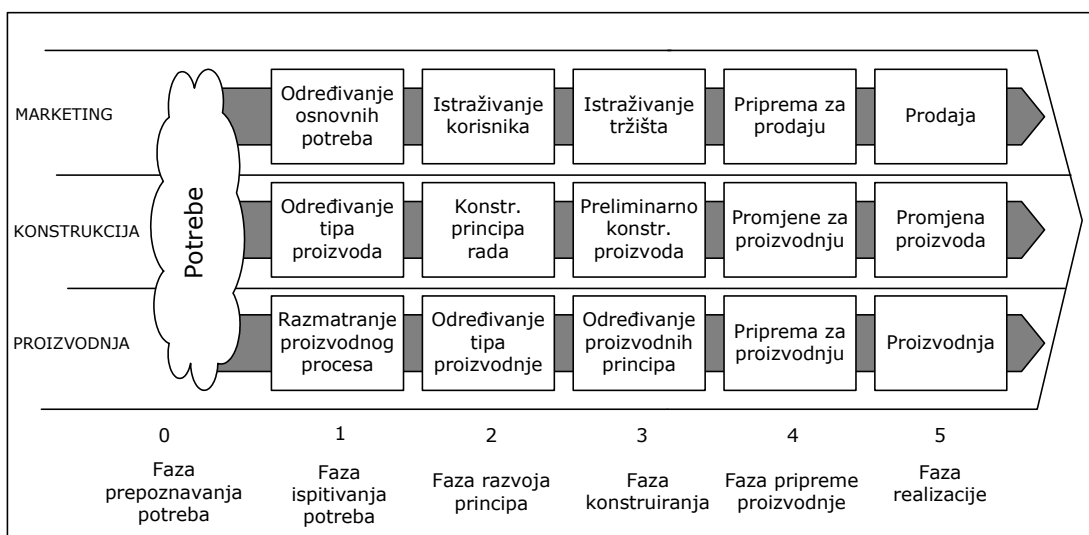 MARKETING
Određivanje
osnovnih
potreba
Istraživanje
korisnika
Istraživanje
tržišta
Priprema za
prodaju
Prodaja
Potrebe
KONSTRUKCIJA
Određivanje
tipa
proizvoda
Konstr.
principa
rada
Preliminarno
konstr.
proizvoda
Promjene za
proizvodnju
Promjena
proizvoda
PROIZVODNJA
Razmatranje
proizvodnog
procesa
Određivanje
tipa
proizvodnje
Određivanje
proizvodnih
principa
Priprema za
proizvodnju
Proizvodnja
0
Faza
prepoznavanja
potreba
1
Faza
ispitivanja
potreba
2
Faza razvoja
principa
3
Faza
konstruiranja
4
Faza pripreme
proizvodnje
5
Faza
realizacije